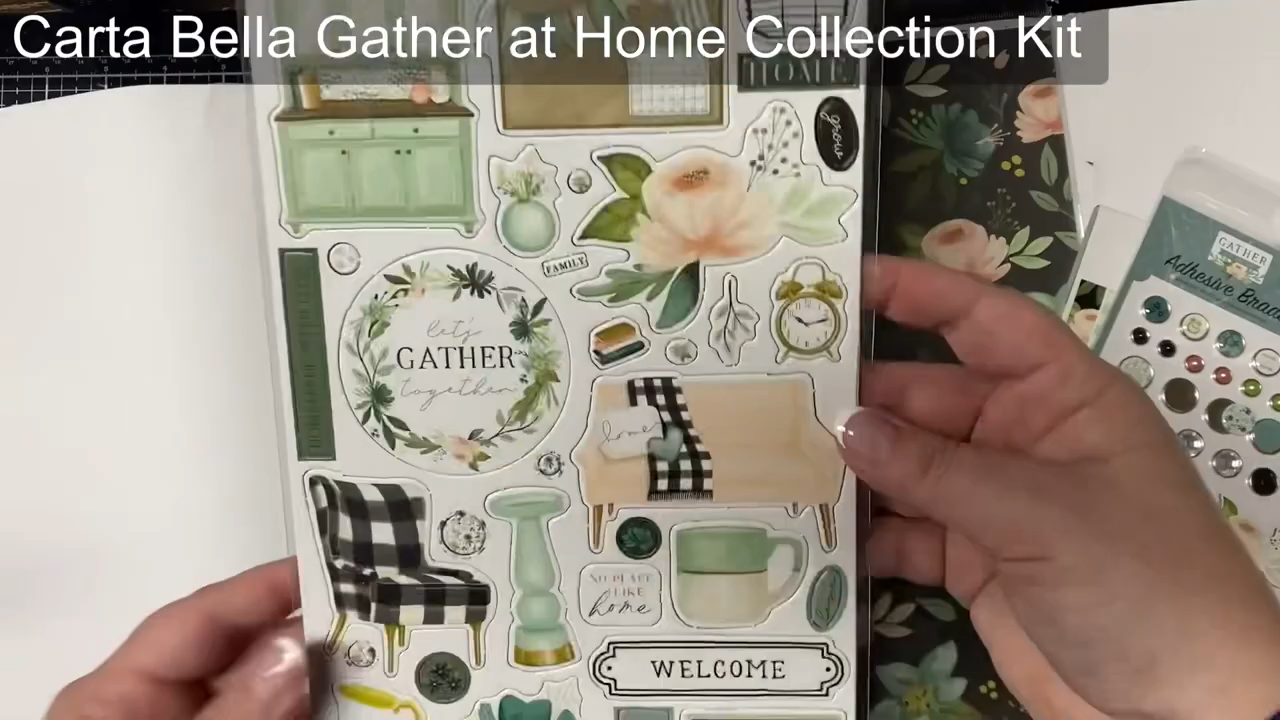 Carta Bella Gather at Home Collection Kit
HOME
grow
FAMILY
let's
GATHER
together
home
NO PLACE
LIKE
home
WELCOME
GATHER
Adhesive Brads